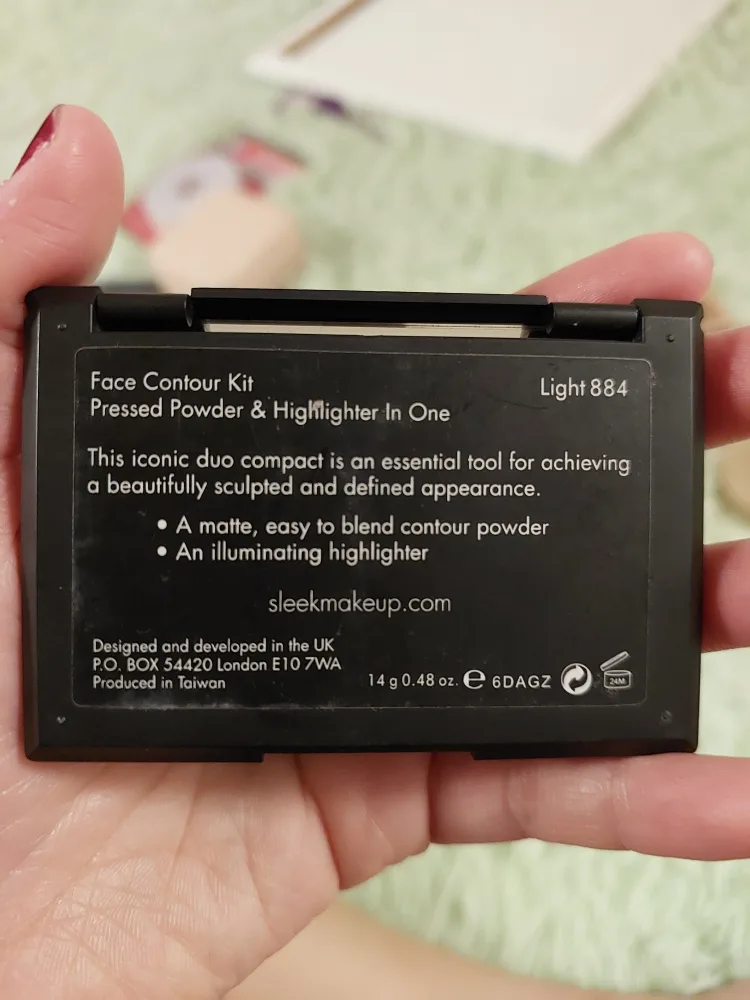 Face Contour Kit
Light 884
Pressed Powder & Highlighter In One
This iconic duo compact is an essential tool for achieving
a beautifully sculpted and defined appearance.
• A matte, easy to blend contour powder
• An illuminating highlighter
sleekmakeup.com
Designed and developed in the UK
P.O. BOX 54420 London E10 7WA
Produced in Taiwan
14 g 0.48 oz. ℮ 6DAGZ
24M